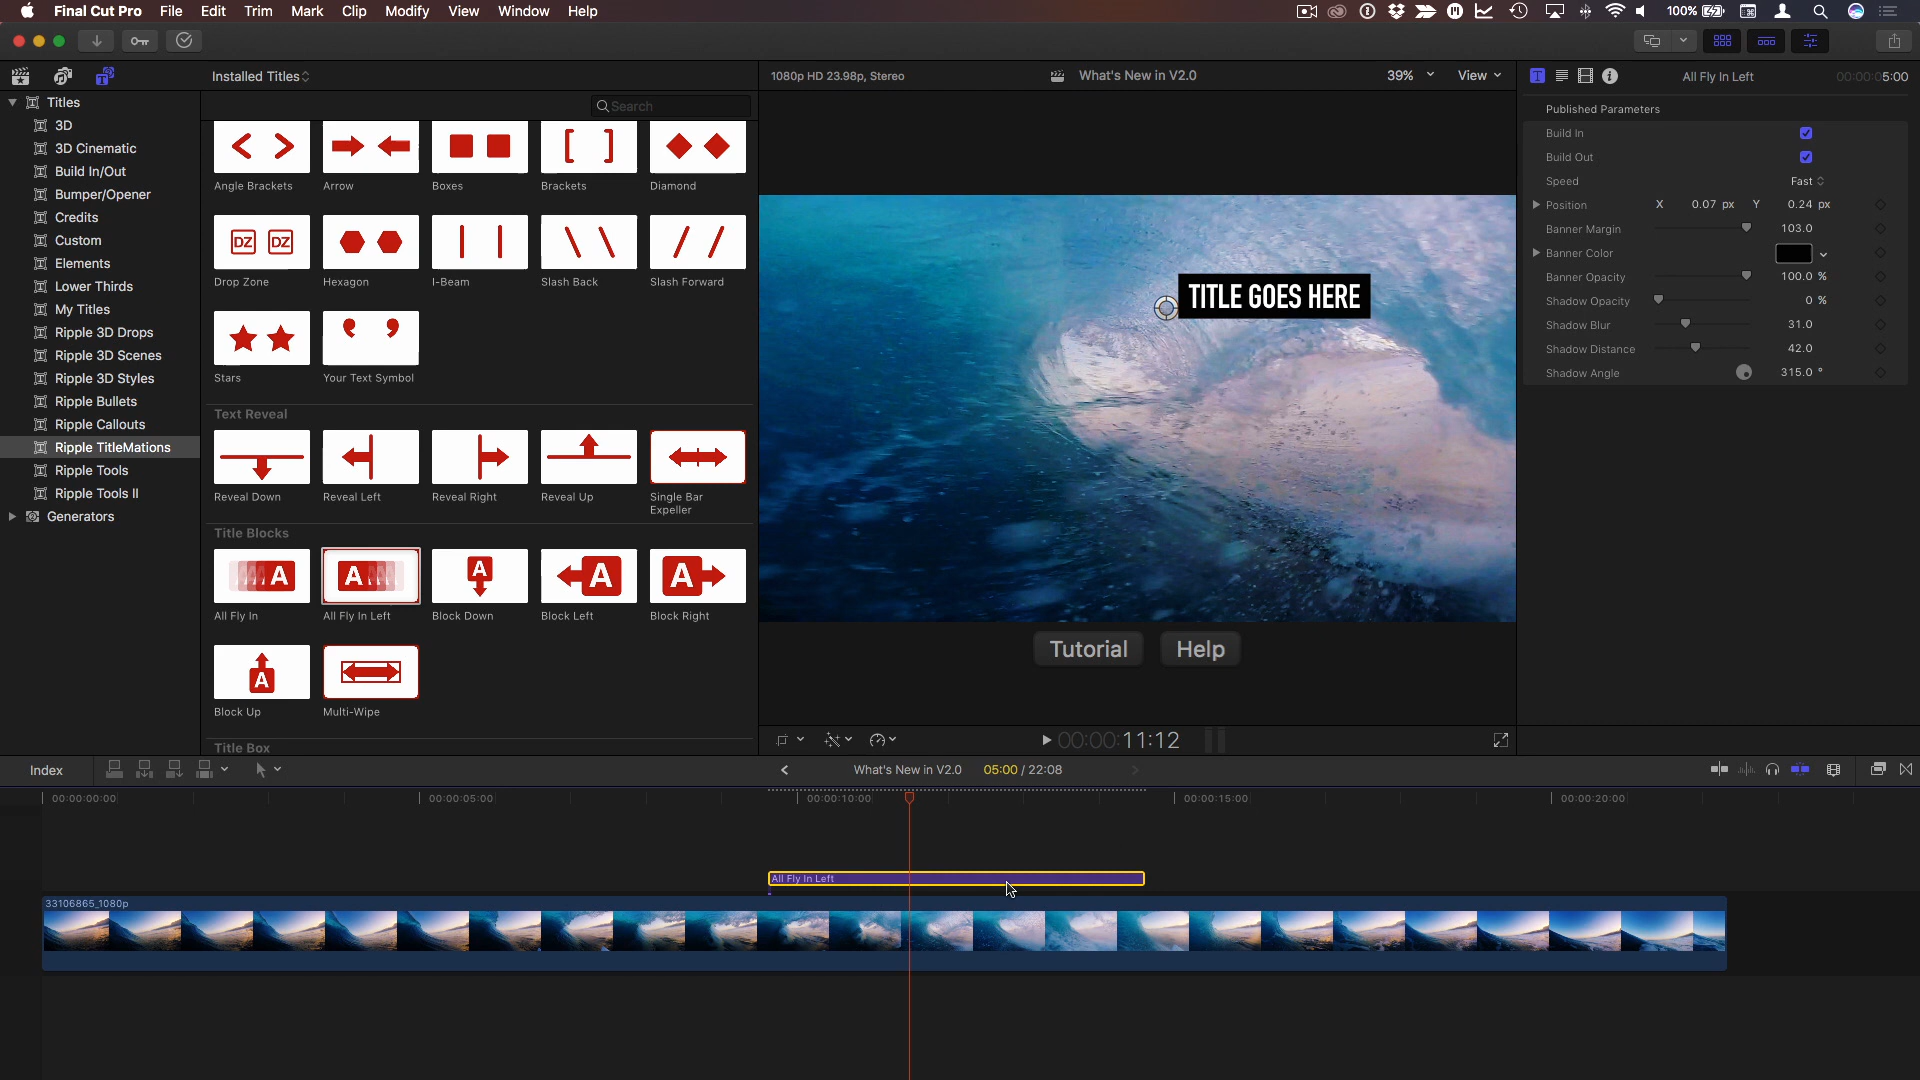 Final Cut Pro File Edit Trim Mark Clip Modify View Window Help
100%
Installed Titles
1080p HD 23.98p, Stereo
What's New in V2.0
39%
View
All Fly In Left
00:00:05:00
Titles
3D
3D Cinematic
Build In/Out
Bumper/Opener
Credits
Custom
Elements
Lower Thirds
My Titles
Ripple 3D Drops
Ripple 3D Scenes
Ripple 3D Styles
Ripple Bullets
Ripple Callouts
Ripple TitleMations
Ripple Tools
Ripple Tools II
Generators
Search
Angle Brackets
Arrow
Boxes
Brackets
Diamond
DZ DZ
Drop Zone
Hexagon
I-Beam
Slash Back
Slash Forward
Stars
Your Text Symbol
Text Reveal
Reveal Down
Reveal Left
Reveal Right
Reveal Up
Single Bar
Expeller
Title Blocks
A
A
A
A
A
All Fly In
All Fly In Left
Block Down
Block Left
Block Right
A
Block Up
Multi-Wipe
Title Box
TITLE GOES HERE
Tutorial
Help
00:00:11:12
Published Parameters
Build In
Build Out
Speed Fast
Position X 0.07 px Y 0.24 px
Banner Margin 103.0
Banner Color
Banner Opacity 100.0 %
Shadow Opacity 0 %
Shadow Blur 31.0
Shadow Distance 42.0
Shadow Angle 315.0 °
Index
What's New in V2.0 05:00 / 22:08
00:00:00:00
00:00:05:00
00:00:10:00
00:00:15:00
00:00:20:00
All Fly In Left
33106865_1080p